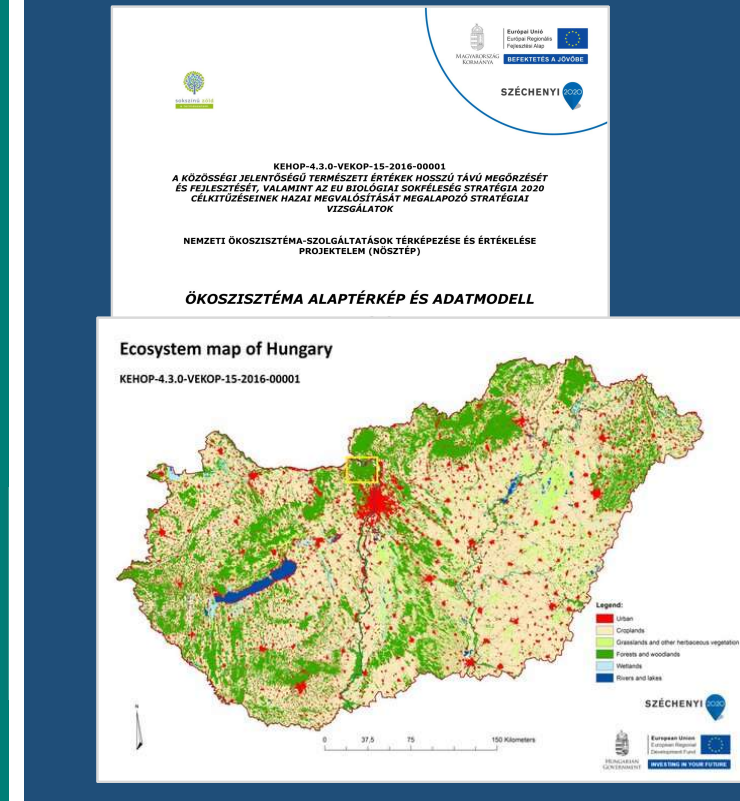 Európai Unió
Európai Regionális
Fejlesztési Alap
MAGYARORSZÁG
KORMÁNYA
BEFEKTETÉS A JÖVŐBE
SZÉCHENYI 2020
KEHOP-4.3.0-VEKOP-15-2016-00001
A KÖZÖSSÉGI JELENTŐSÉGŰ TERMÉSZETI ÉRTÉKEK HOSSZÚ TÁVÚ MEGŐRZÉSÉT
ÉS FEJLESZTÉSÉT, VALAMINT AZ EU BIOLÓGIAI SOKFÉLESÉG STRATÉGIA 2020
CÉLKITŰZÉSEINEK HAZAI MEGVALÓSÍTÁSÁT MEGALAPOZÓ STRATÉGIAI
VIZSGÁLATOK
NEMZETI ÖKOSZISZTÉMA-SZOLGÁLTATÁSOK TÉRKÉPEZÉSE ÉS ÉRTÉKELÉSE
PROJEKTELEM (NÖSZTÉP)
ÖKOSZISZTÉMA ALAPTÉRKÉP ÉS ADATMODELL
Ecosystem map of Hungary
KEHOP-4.3.0-VEKOP-15-2016-00001
Legend:
Urban
Croplands
Grasslands and other herbaceous vegetation
Forests and woodlands
Wetlands
Rivers and lakes
N
0 37,5 75 150 Kilometers
SZÉCHENYI 2020
HUNGARIAN
GOVERNMENT
European Union
European Regional
Development Fund
INVESTING IN YOUR FUTURE